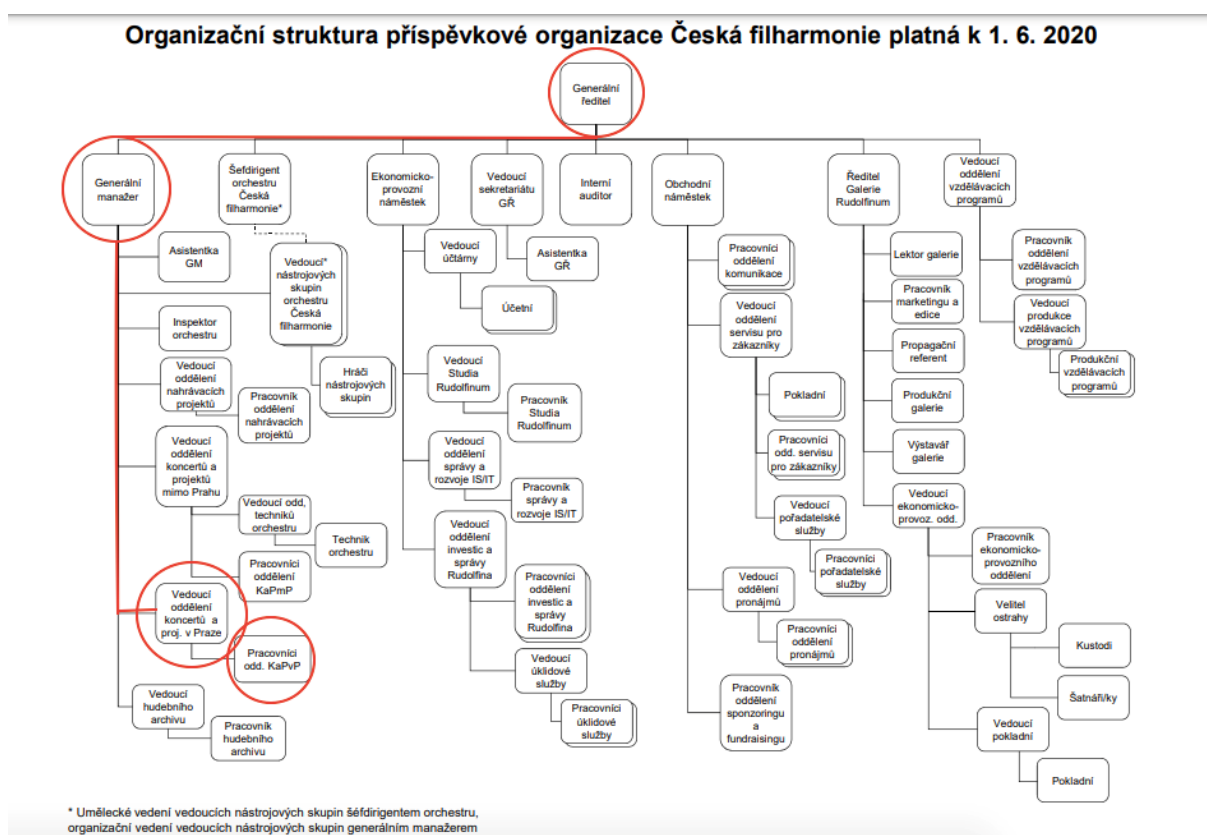 Organizační struktura příspěvkové organizace Česká filharmonie platná k 1. 6. 2020
Generální
ředitel
Generální
manažer
Šefdirigent
orchestru
Česká
filharmonie*
Ekonomicko-
provozní
náměstek
Vedoucí
sekretariátu
GŘ
Interní
auditor
Obchodní
náměstek
Ředitel
Galerie
Rudolfinum
Vedoucí
oddělení
vzdělávacích
programů
Asistentka
GM
Vedoucí*
nástrojových
skupin
orchestru
Česká
filharmonie
Inspektor
orchestru
Hráči
nástrojových
skupin
Vedoucí
oddělení
nahrávacích
projektů
Pracovník
oddělení
nahrávacích
projektů
Vedoucí
oddělení
koncertů a
projektů
mimo Prahu
Vedoucí odd,
techniků
orchestru
Technik
orchestru
Pracovníci
oddělení
KaPmP
Vedoucí
oddělení
koncertů a
proj. v Praze
Pracovníci
odd. KaPvP
Vedoucí
hudebního
archivu
Pracovník
hudebního
archivu
Vedoucí
účtárny
Účetní
Vedoucí
Studia
Rudolfinum
Pracovník
Studia
Rudolfinum
Vedoucí
oddělení
správy a
rozvoje IS/IT
Pracovník
správy a
rozvoje IS/IT
Vedoucí
oddělení
investic a
správy
Rudolfina
Pracovníci
oddělení
investic a
správy
Rudolfina
Vedoucí
úklidové
služby
Pracovníci
úklidové
služby
Asistentka
GŘ
Pracovníci
oddělení
komunikace
Vedoucí
oddělení
servisu pro
zákazníky
Pokladní
Pracovníci
odd. servisu
pro zákazníky
Vedoucí
pořadatelské
služby
Pracovníci
pořadatelské
služby
Vedoucí
oddělení
pronájmů
Pracovníci
oddělení
pronájmů
Pracovník
oddělení
sponzoringu
a
fundraisingu
Lektor galerie
Pracovník
marketingu a
edice
Propagační
referent
Produkční
galerie
Výstavář
galerie
Vedoucí
ekonomicko-
provoz. odd.
Pracovník
ekonomicko-
provozního
oddělení
Velitel
ostrahy
Kustodi
Šatnáři/ky
Vedoucí
pokladní
Pokladní
Pracovník
oddělení
vzdělávacích
programů
Vedoucí
produkce
vzdělávacích
programů
Produkční
vzdělávacích
programů
* Umělecké vedení vedoucích nástrojových skupin šéfdirigentem orchestru,
organizační vedení vedoucích nástrojových skupin generálním manažerem